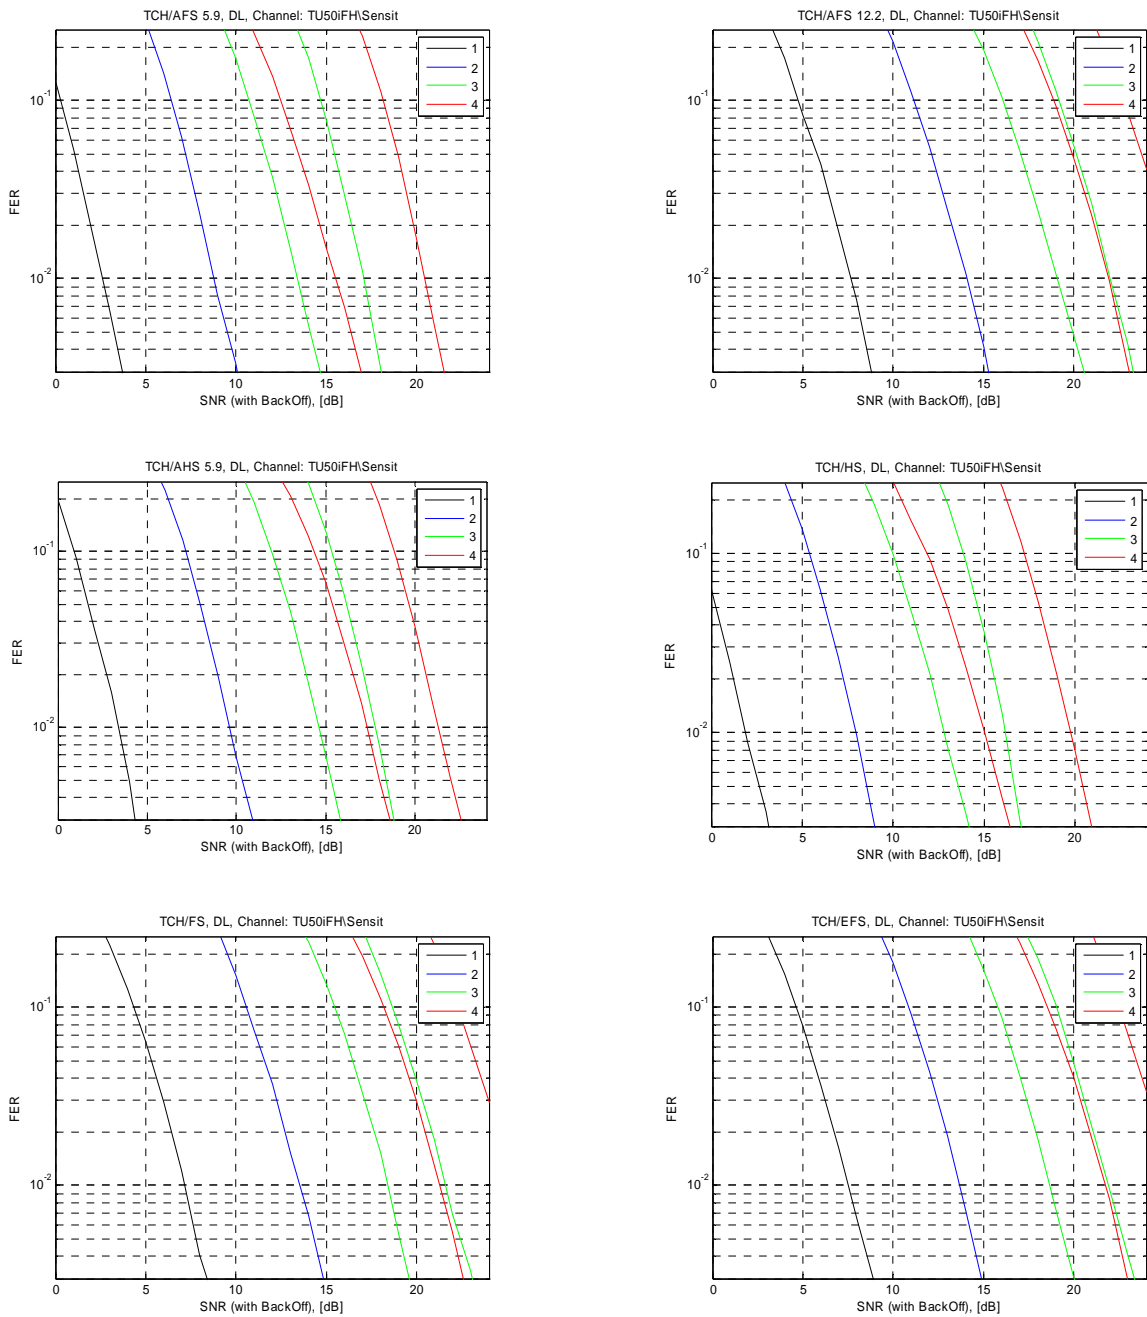 TCH/AFS 5.9, DL, Channel: TU50iFH\Sensit
10-1
10-2
FER
0 5 10 15 20
SNR (with BackOff), [dB]
1
2
3
4
TCH/AFS 12.2, DL, Channel: TU50iFH\Sensit
10-1
10-2
FER
0 5 10 15 20
SNR (with BackOff), [dB]
1
2
3
4
TCH/AHS 5.9, DL, Channel: TU50iFH\Sensit
10-1
10-2
FER
0 5 10 15 20
SNR (with BackOff), [dB]
1
2
3
4
TCH/HS, DL, Channel: TU50iFH\Sensit
10-1
10-2
FER
0 5 10 15 20
SNR (with BackOff), [dB]
1
2
3
4
TCH/FS, DL, Channel: TU50iFH\Sensit
10-1
10-2
FER
0 5 10 15 20
SNR (with BackOff), [dB]
1
2
3
4
TCH/EFS, DL, Channel: TU50iFH\Sensit
10-1
10-2
FER
0 5 10 15 20
SNR (with BackOff), [dB]
1
2
3
4